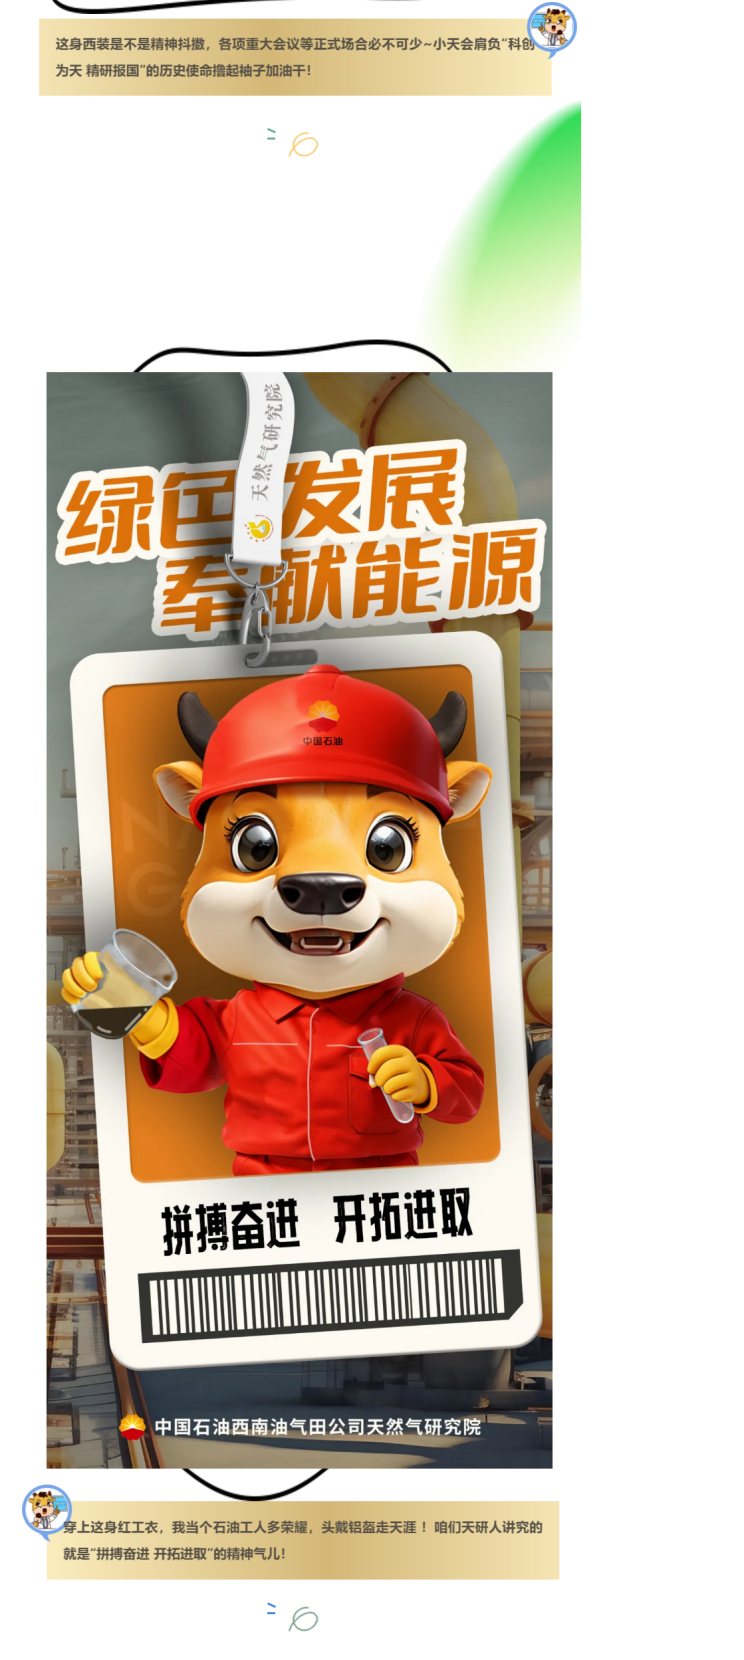 这身西装是不是精神抖擞，各项重大会议等正式场合必不可少~小天会肩负“科创
为天 精研报国”的历史使命撸起袖子加油干!
天然气研究院
绿色发展
奉献能源
中国石油
拼搏奋进 开拓进取
中国石油西南油气田公司天然气研究院
穿上这身红工衣，我当个石油工人多荣耀，头戴铝盔走天涯 ！ 咱们天研人讲究的
就是“拼搏奋进 开拓进取”的精神气儿!